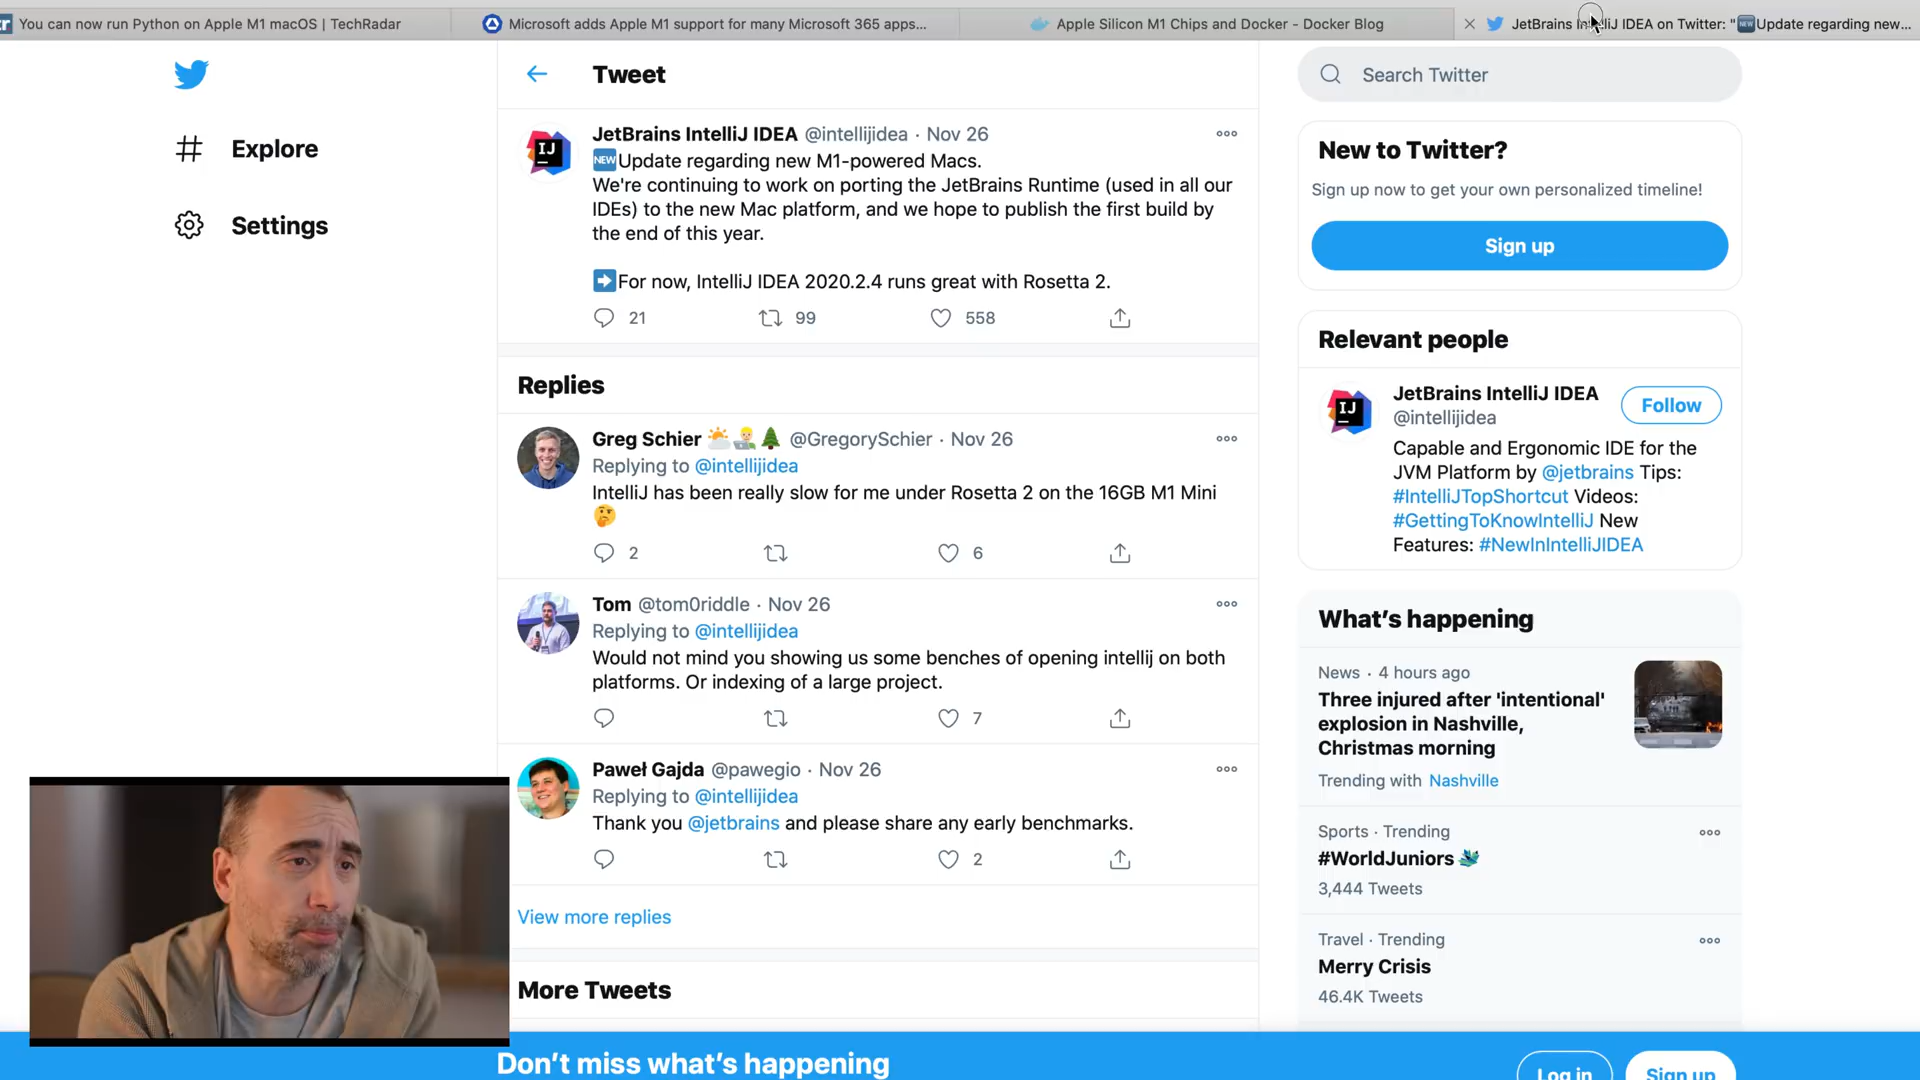 You can now run Python on Apple M1 macOS | TechRadar
Microsoft adds Apple M1 support for many Microsoft 365 apps...
Apple Silicon M1 Chips and Docker - Docker Blog
JetBrains IntelliJ IDEA on Twitter: "🆕Update regarding new...
Tweet
Search Twitter
Explore
Settings
JetBrains IntelliJ IDEA @intellijidea · Nov 26
🆕Update regarding new M1-powered Macs.
We're continuing to work on porting the JetBrains Runtime (used in all our
IDEs) to the new Mac platform, and we hope to publish the first build by
the end of this year.
➡️For now, IntelliJ IDEA 2020.2.4 runs great with Rosetta 2.
21 99 558
Replies
Greg Schier @GregorySchier · Nov 26
Replying to @intellijidea
IntelliJ has been really slow for me under Rosetta 2 on the 16GB M1 Mini
🤔
2 6
Tom @tom0riddle · Nov 26
Replying to @intellijidea
Would not mind you showing us some benches of opening intellij on both
platforms. Or indexing of a large project.
7
Paweł Gajda @pawegio · Nov 26
Replying to @intellijidea
Thank you @jetbrains and please share any early benchmarks.
2
View more replies
More Tweets
New to Twitter?
Sign up now to get your own personalized timeline!
Sign up
Relevant people
JetBrains IntelliJ IDEA
@intellijidea
Follow
Capable and Ergonomic IDE for the
JVM Platform by @jetbrains Tips:
#IntelliJTopShortcut Videos:
#GettingToKnowIntelliJ New
Features: #NewInIntelliJIDEA
What's happening
News · 4 hours ago
Three injured after 'intentional'
explosion in Nashville,
Christmas morning
Trending with Nashville
Sports · Trending
#WorldJuniors
3,444 Tweets
Travel · Trending
Merry Crisis
46.4K Tweets
Don't miss what's happening
Log in
Sign up